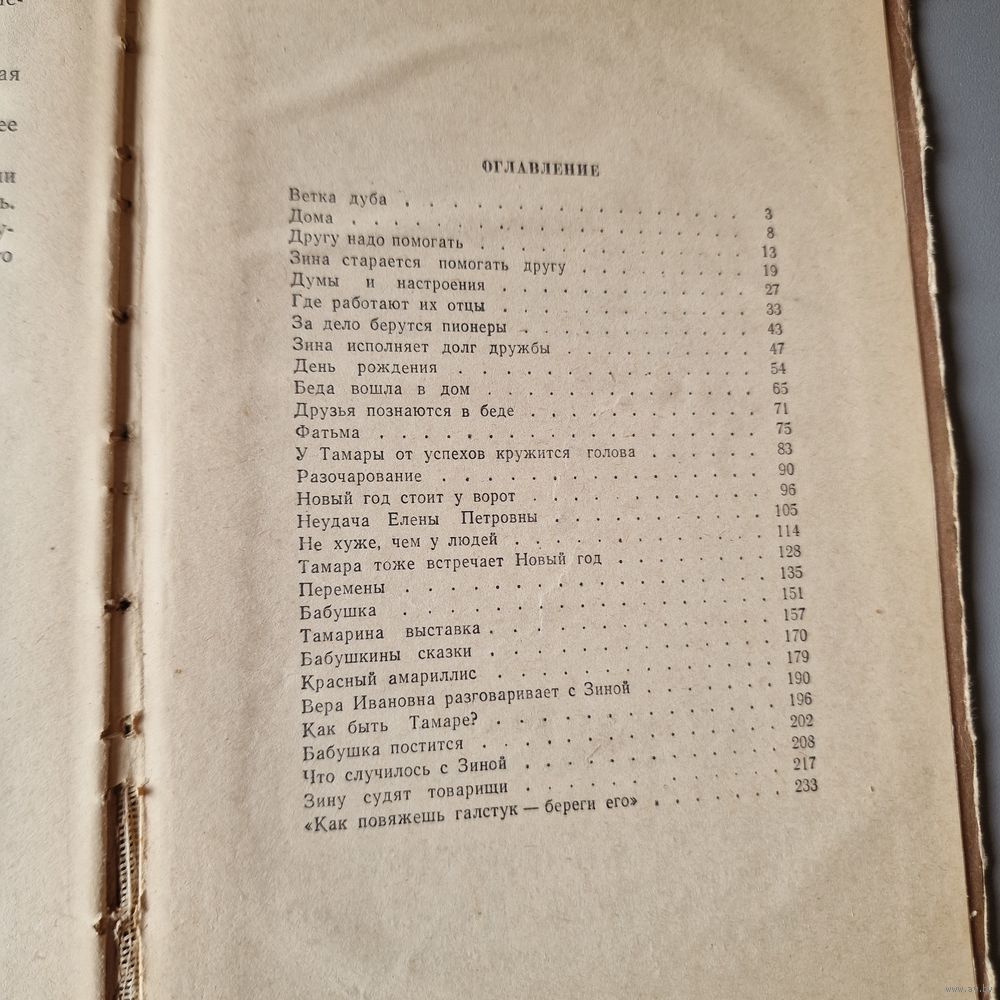 ая
ее
ь.
у-
ОГЛАВЛЕНИЕ
Ветка дуба . . . . . . . . . . . . . 3
Дома . . . . . . . . . . . . . . . 8
Другу надо помогать . . . . . . . . . . 13
Зина старается помогать другу . . . . . . . 19
Думы и настроения . . . . . . . . . . 27
Где работают их отцы . . . . . . . . . . 33
За дело берутся пионеры . . . . . . . . . 43
Зина исполняет долг дружбы . . . . . . . 47
День рождения . . . . . . . . . . . 54
Беда вошла в дом . . . . . . . . . . 65
Друзья познаются в беде . . . . . . . . 71
Фатьма . . . . . . . . . . . . . 75
У Тамары от успехов кружится голова . . . . . 83
Разочарование . . . . . . . . . . . 90
Новый год стоит у ворот . . . . . . . . 96
Неудача Елены Петровны . . . . . . . . 105
Не хуже, чем у людей . . . . . . . . . 114
Тамара тоже встречает Новый год . . . . . . 128
Перемены . . . . . . . . . . . . . 135
Бабушка . . . . . . . . . . . . . 151
Тамарина выставка . . . . . . . . . . 157
Бабушкины сказки . . . . . . . . . . 170
Красный амариллис . . . . . . . . . . 179
Вера Ивановна разговаривает с Зиной . . . . . 190
Как быть Тамаре? . . . . . . . . . . 196
Бабушка постится . . . . . . . . . . 202
Что случилось с Зиной . . . . . . . . . 208
Зину судят товарищи . . . . . . . . . 217
«Как повяжешь галстук — береги его» . . . . . 233